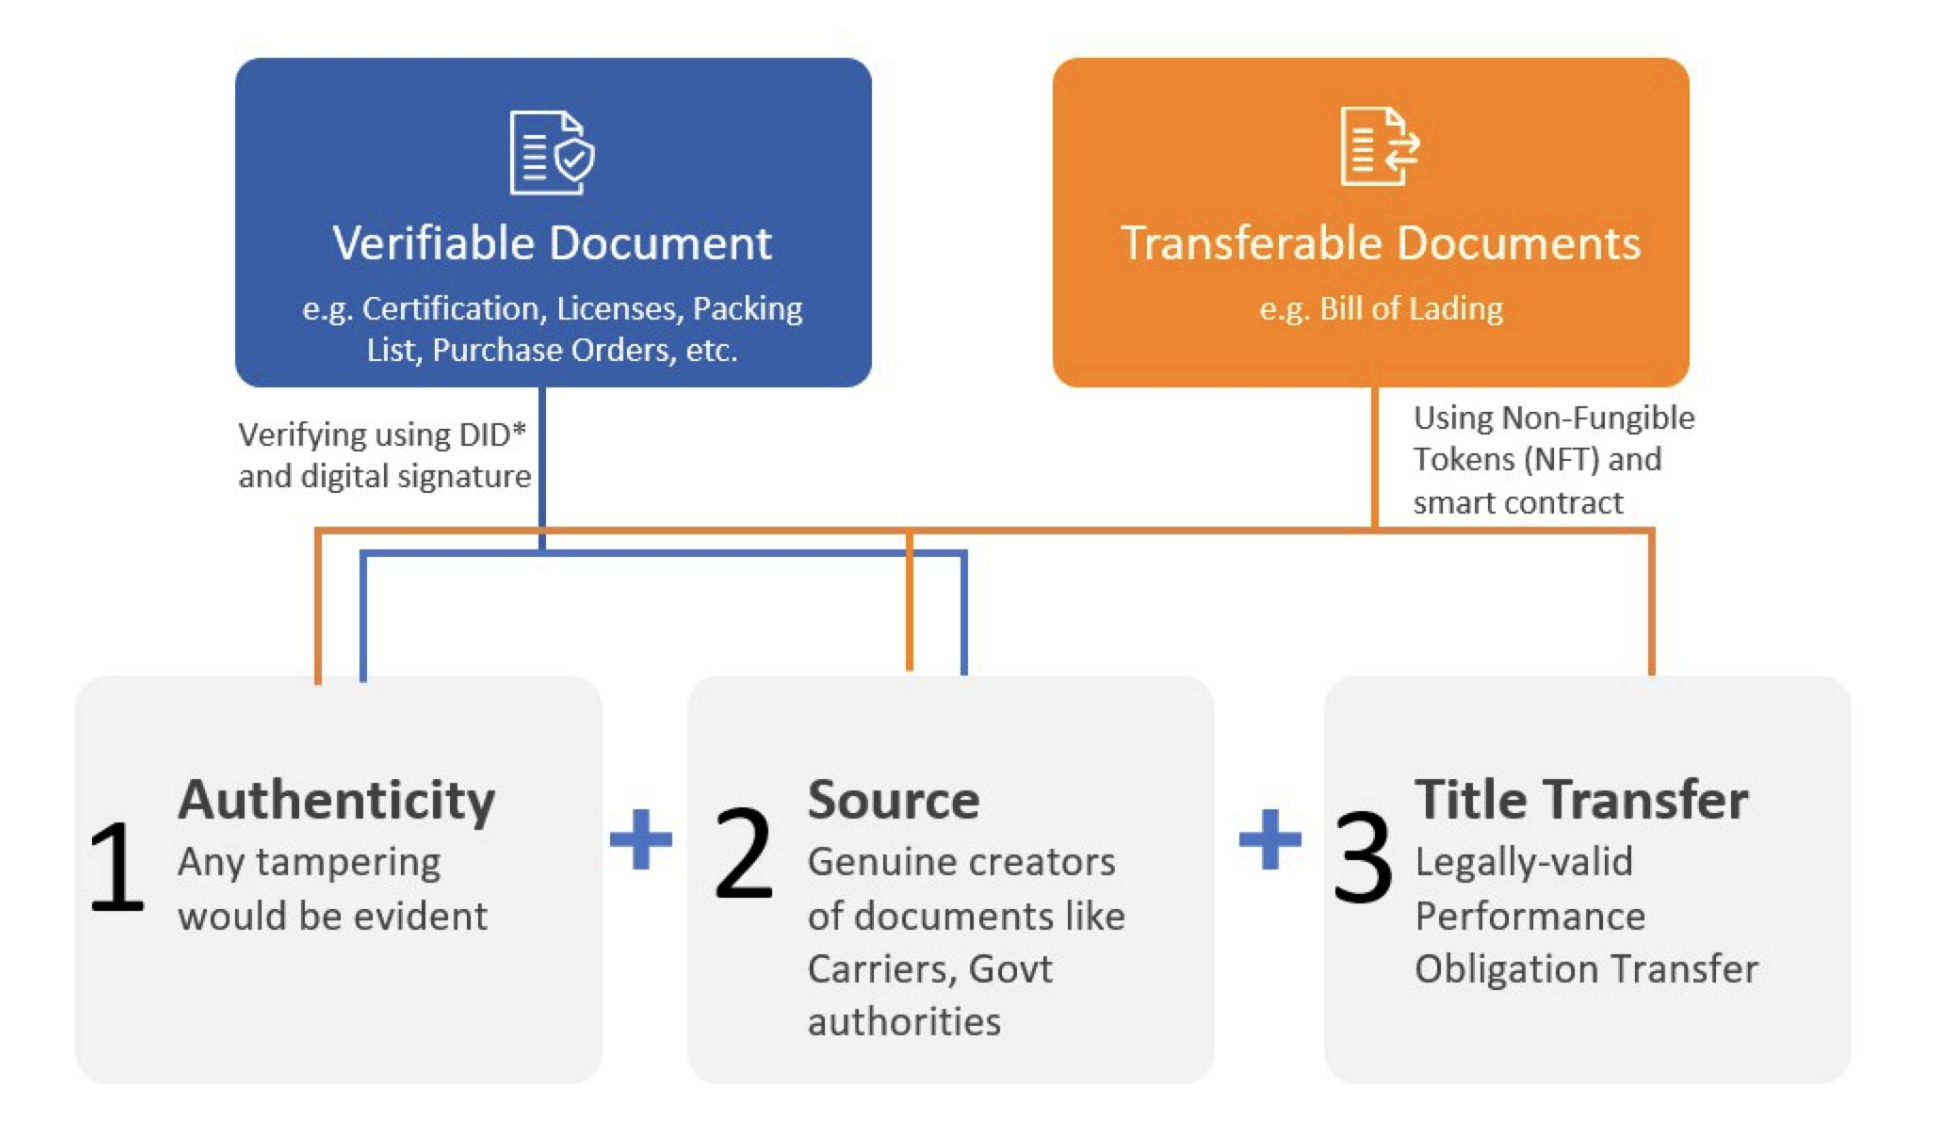 Verifiable Document
e.g. Certification, Licenses, Packing
List, Purchase Orders, etc.
Transferable Documents
e.g. Bill of Lading
Verifying using DID*
and digital signature
Using Non-Fungible
Tokens (NFT) and
smart contract
1
Authenticity
Any tampering
would be evident
+
2
Source
Genuine creators
of documents like
Carriers, Govt
authorities
+
3
Title Transfer
Legally-valid
Performance
Obligation Transfer